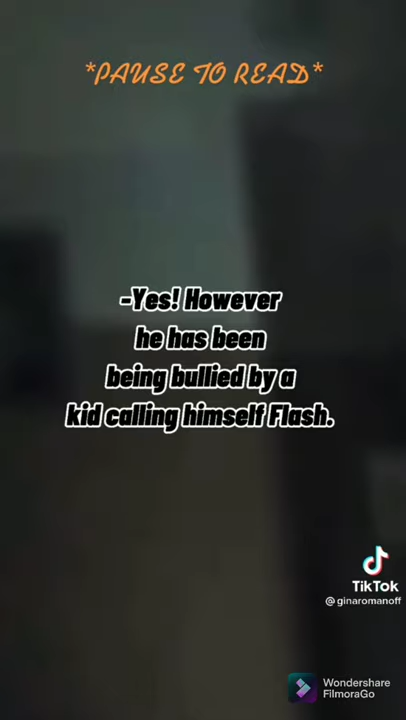 *PAUSE TO READ*
-Yes! However
he has been
being bullied by a
kid calling himself Flash.
TikTok
@ginaromanoff
Wondershare
FilmoraGo